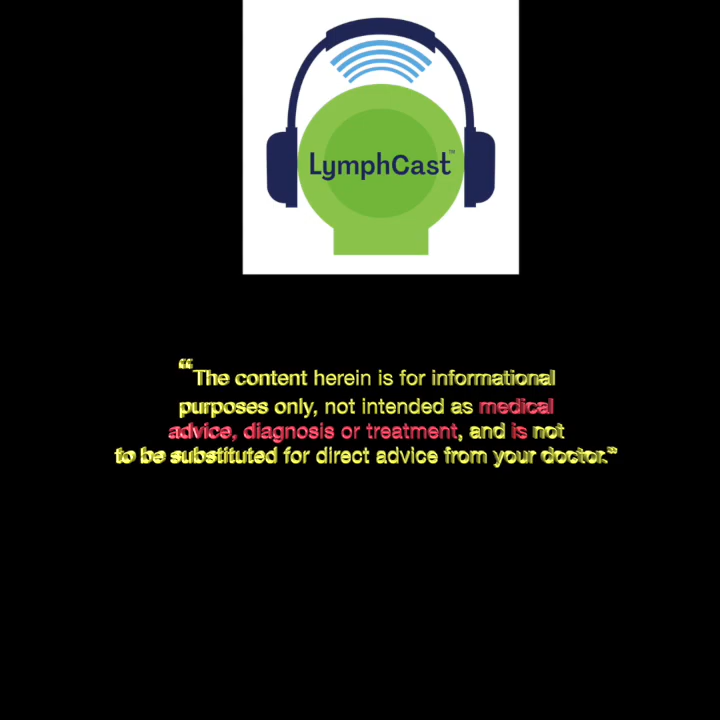 LymphCast™
“The content herein is for informational
purposes only, not intended as medical
advice, diagnosis or treatment, and is not
to be substituted for direct advice from your doctor.”